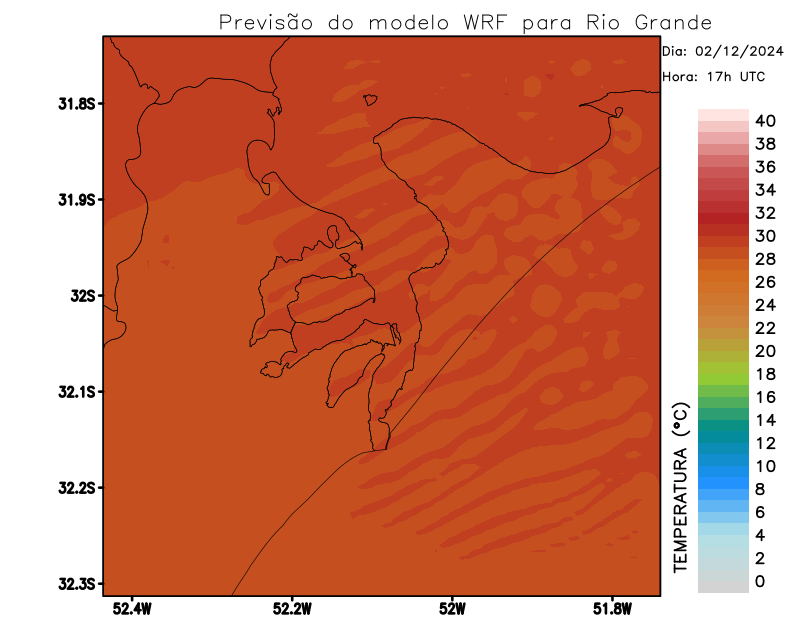 Previsão do modelo WRF para Rio Grande
Dia: 02/12/2024
Hora: 17h UTC
31.8S
31.9S
32S
32.1S
32.2S
32.3S
52.4W
52.2W
52W
51.8W
TEMPERATURA (°C)
40
38
36
34
32
30
28
26
24
22
20
18
16
14
12
10
8
6
4
2
0